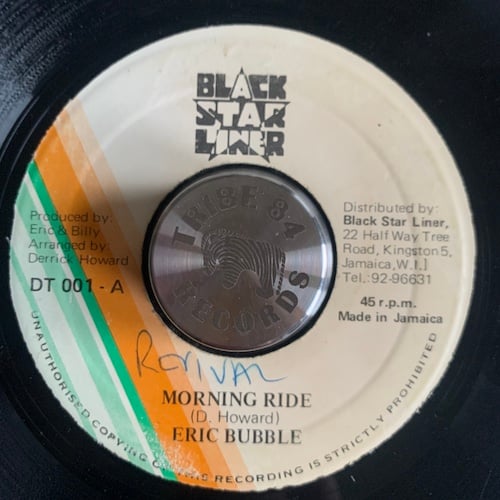 BLACK
STAR
LINER
TRIBE 84
RECORDS
Produced by:
Eric & Billy
Arranged by:
Derrick Howard
DT 001 - A
Distributed by:
Black Star Liner,
22 Half Way Tree
Road, Kingston 5,
Jamaica, W.I.]
Tel.: 92-96631
45 r.p.m.
Made in Jamaica
REVIVAL
MORNING RIDE
(D. Howard)
ERIC BUBBLE
UNAUTHORISED COPYING OF THIS RECORDING IS STRICTLY PROHIBITED